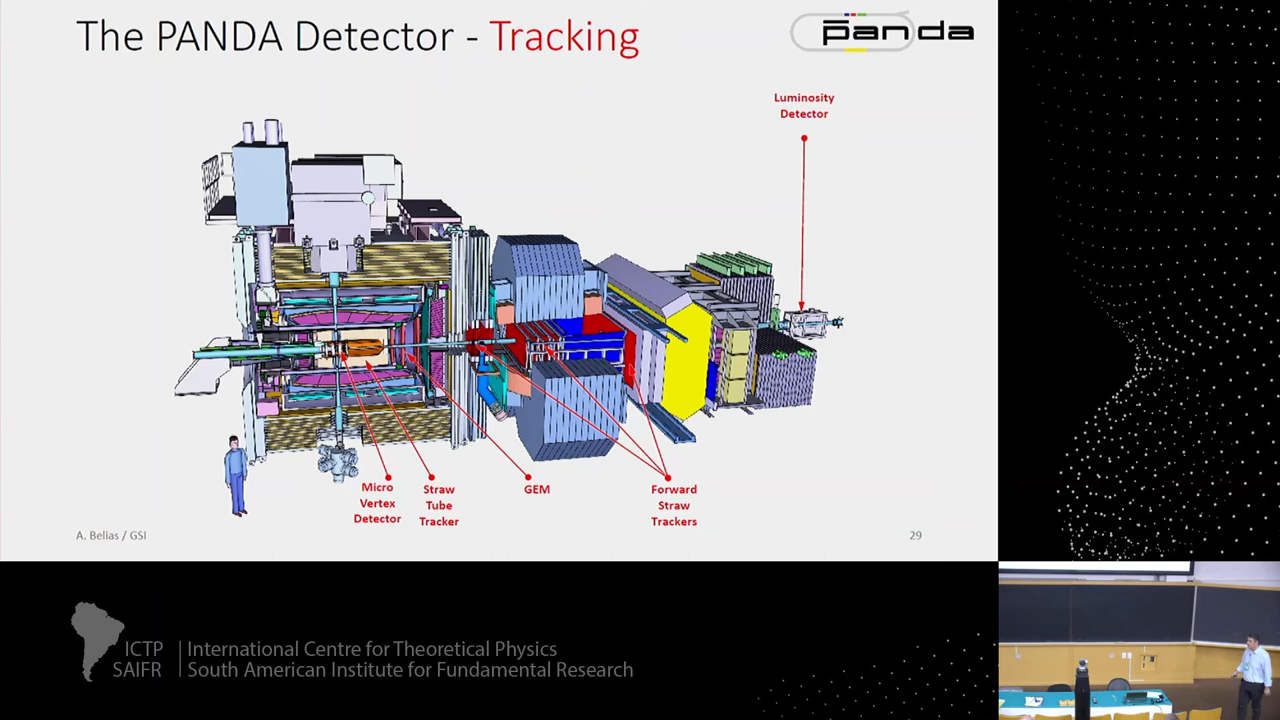 The PANDA Detector - Tracking
panda
Luminosity
Detector
Micro
Vertex
Detector
Straw
Tube
Tracker
GEM
Forward
Straw
Trackers
A. Belias / GSI
29
ICTP
SAIFR
International Centre for Theoretical Physics
South American Institute for Fundamental Research